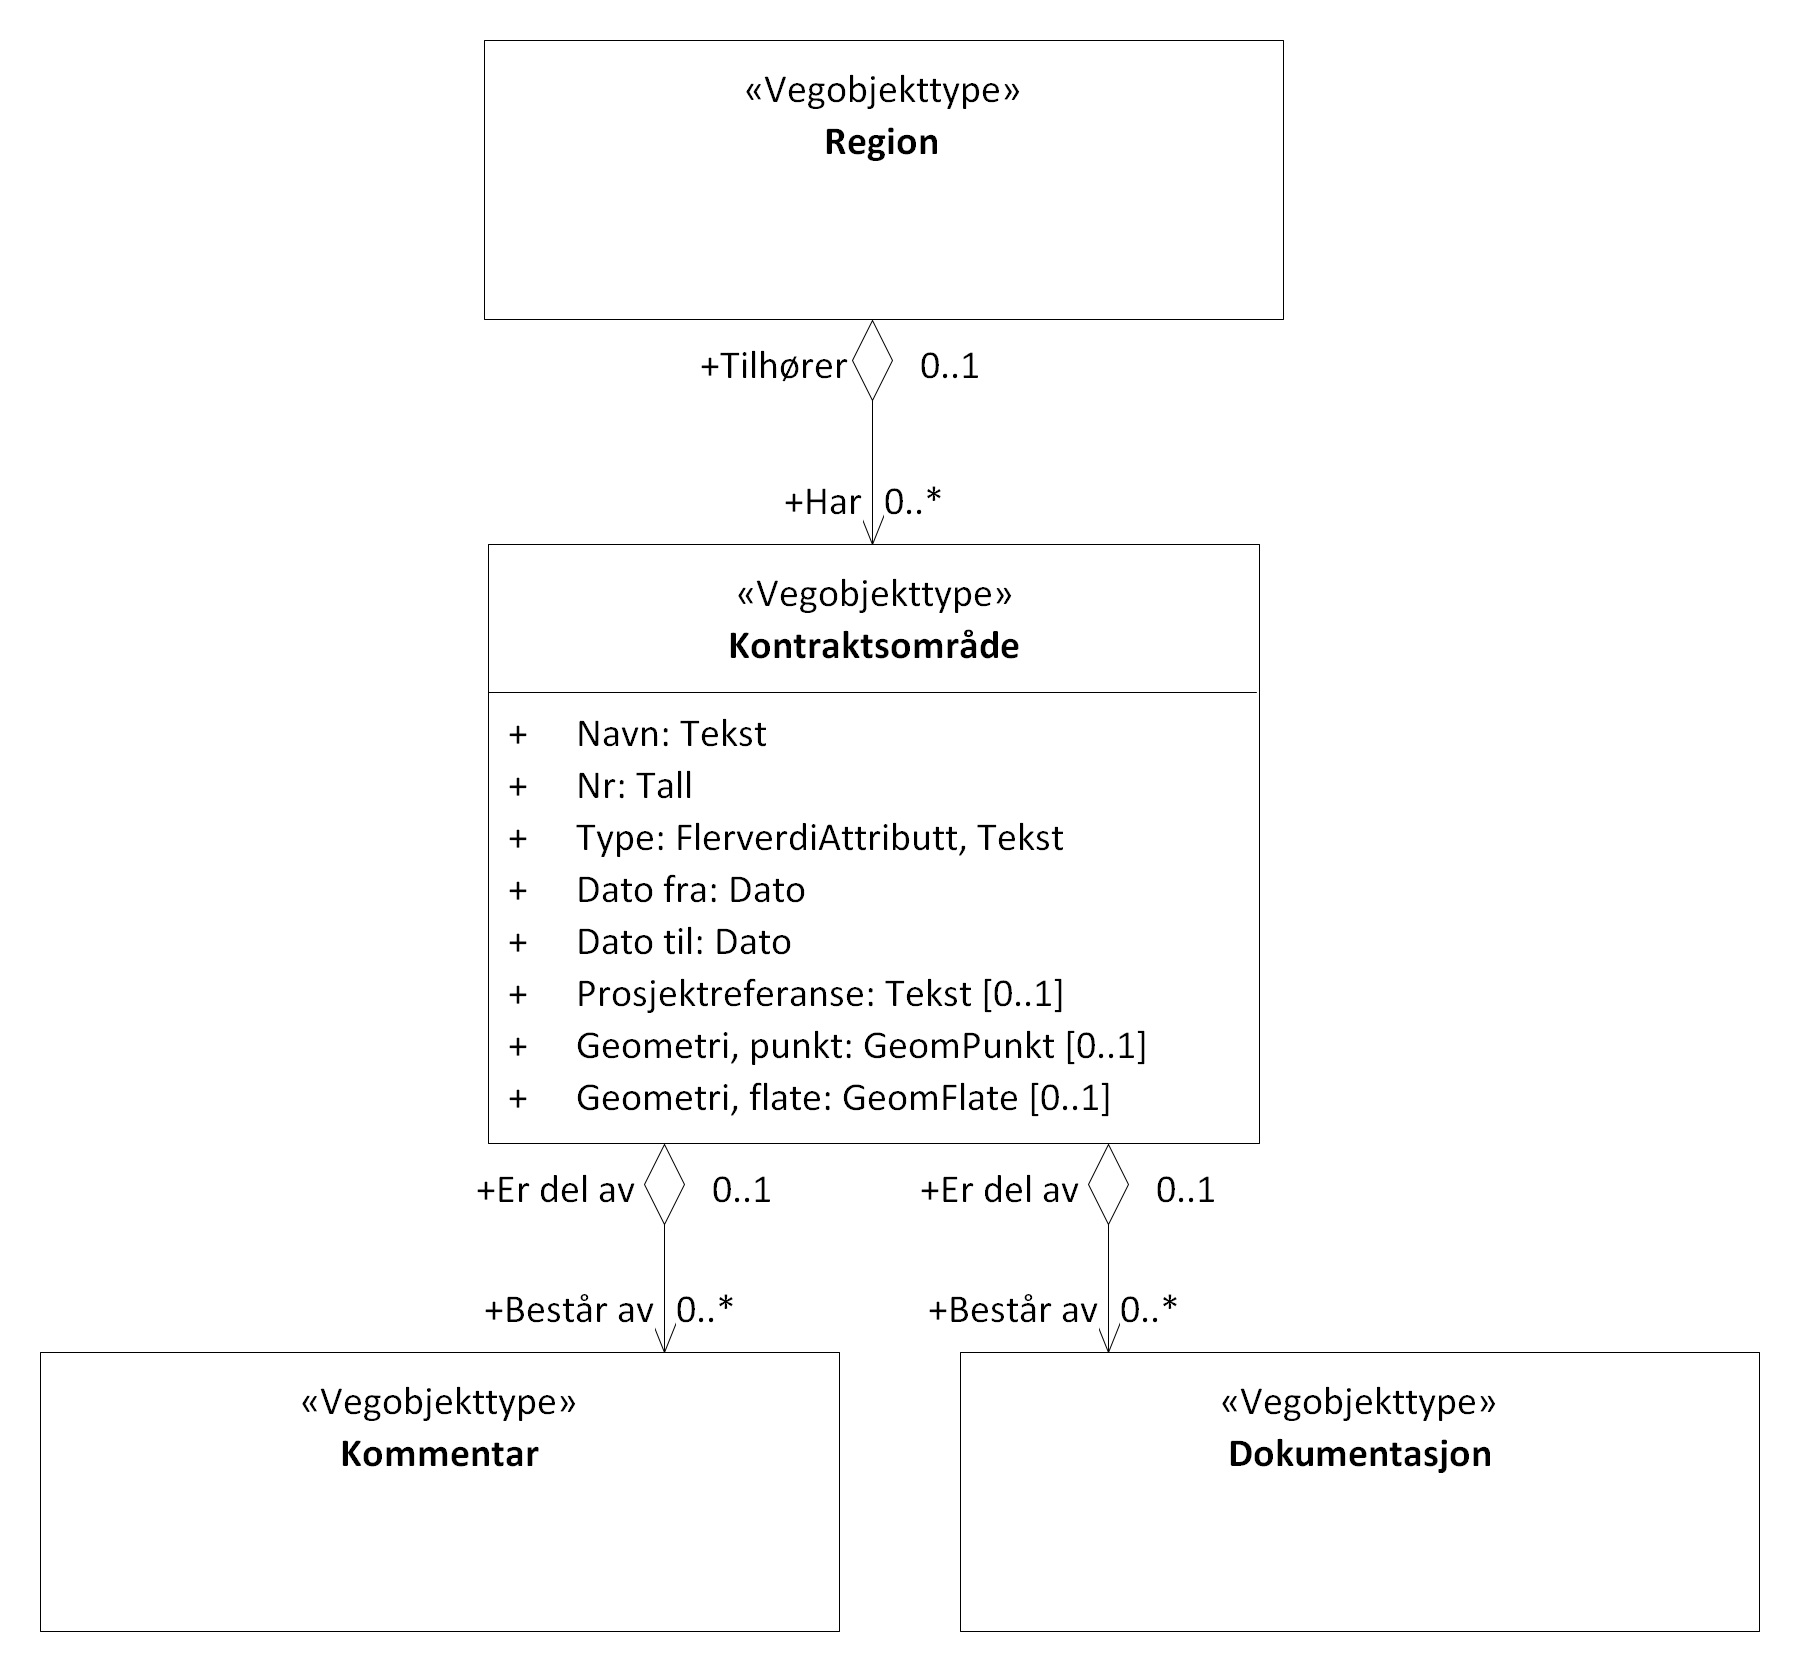 «Vegobjekttype»
Region
+Tilhører 0..1
+Har 0..*
«Vegobjekttype»
Kontraktsområde
+ Navn: Tekst
+ Nr: Tall
+ Type: FlerverdiAttributt, Tekst
+ Dato fra: Dato
+ Dato til: Dato
+ Prosjektreferanse: Tekst [0..1]
+ Geometri, punkt: GeomPunkt [0..1]
+ Geometri, flate: GeomFlate [0..1]
+Er del av 0..1
+Er del av 0..1
+Består av 0..*
+Består av 0..*
«Vegobjekttype»
Kommentar
«Vegobjekttype»
Dokumentasjon